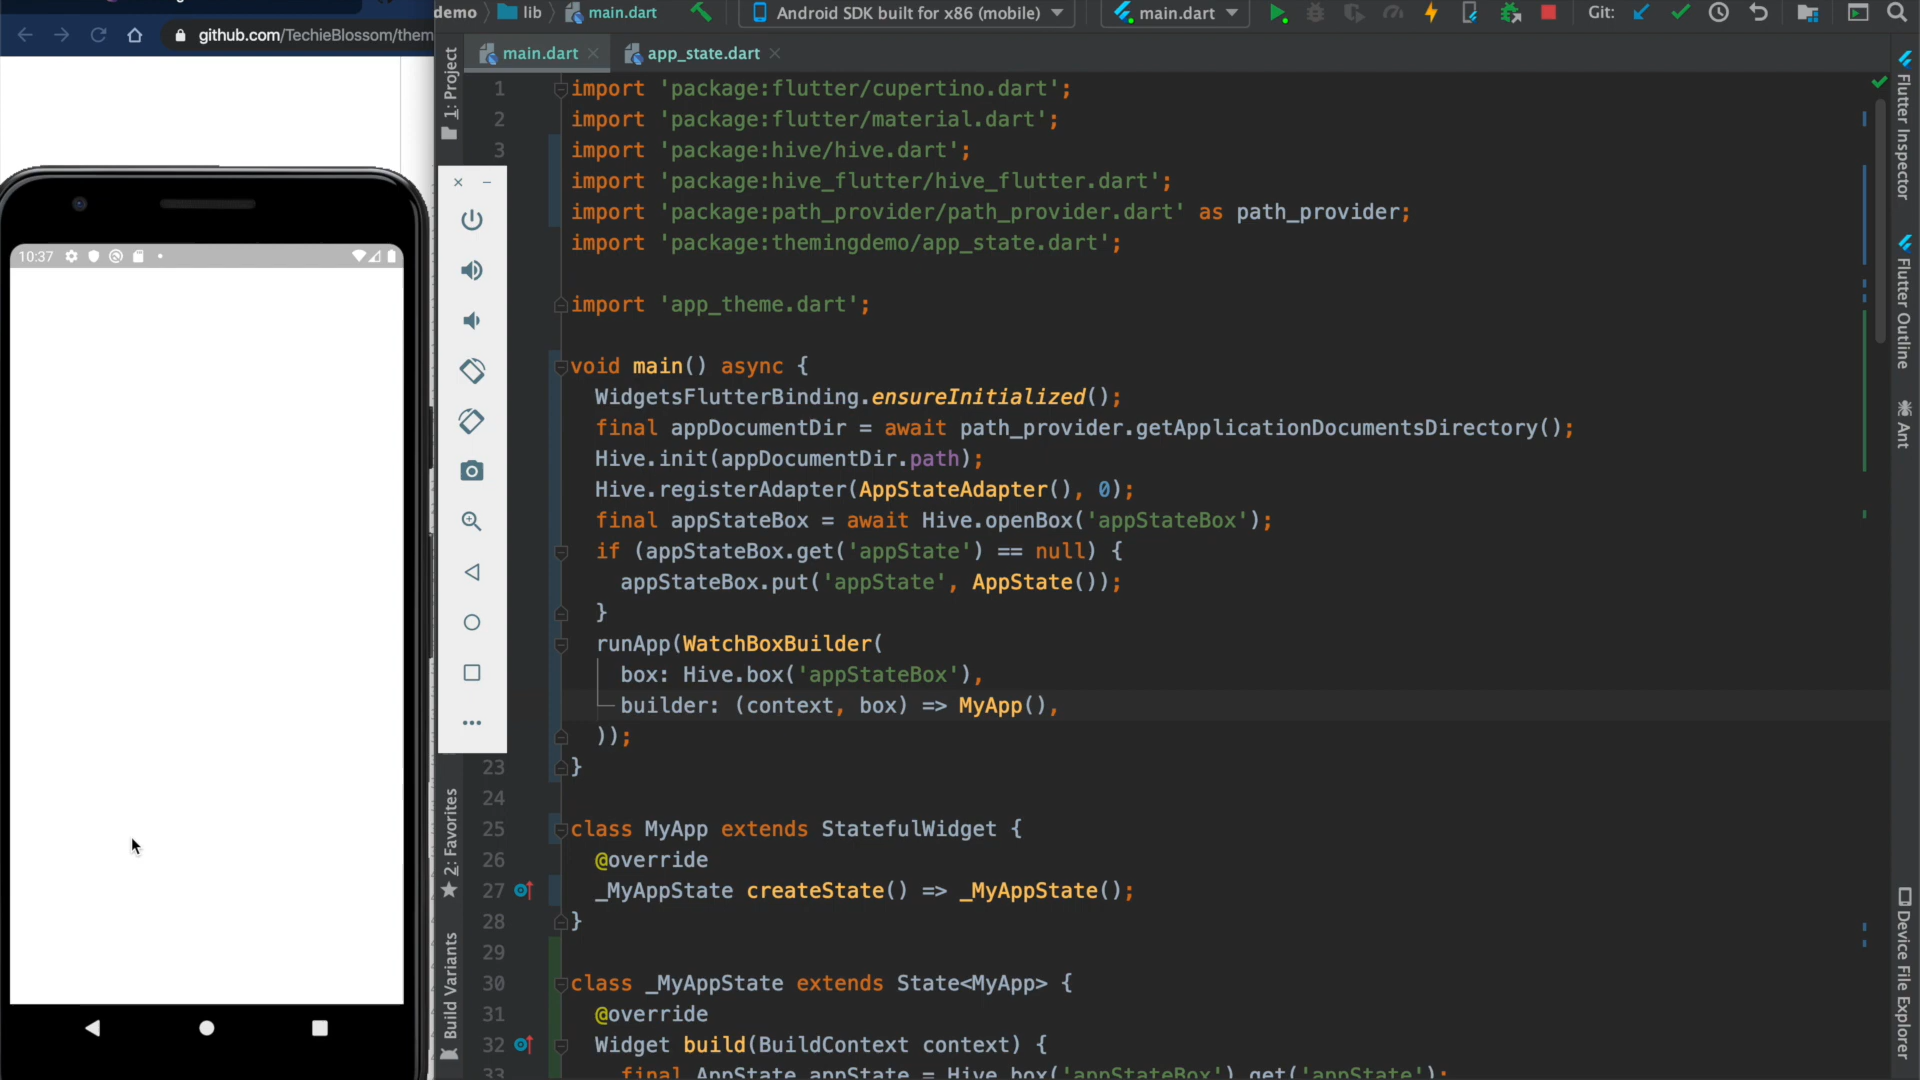 demo
lib
main.dart
Android SDK built for x86 (mobile)
main.dart
Git:
github.com/TechieBlossom/them
main.dart
app_state.dart
1: Project
1 import 'package:flutter/cupertino.dart';
2 import 'package:flutter/material.dart';
3 import 'package:hive/hive.dart';
import 'package:hive_flutter/hive_flutter.dart';
import 'package:path_provider/path_provider.dart' as path_provider;
import 'package:themingdemo/app_state.dart';
import 'app_theme.dart';
void main() async {
WidgetsFlutterBinding.ensureInitialized();
final appDocumentDir = await path_provider.getApplicationDocumentsDirectory();
Hive.init(appDocumentDir.path);
Hive.registerAdapter(AppStateAdapter(), 0);
final appStateBox = await Hive.openBox('appStateBox');
if (appStateBox.get('appState') == null) {
appStateBox.put('appState', AppState());
}
runApp(WatchBoxBuilder(
box: Hive.box('appStateBox'),
builder: (context, box) => MyApp(),
));
23 }
24
25 class MyApp extends StatefulWidget {
26 @override
27 _MyAppState createState() => _MyAppState();
28 }
29
30 class _MyAppState extends State<MyApp> {
31 @override
32 Widget build(BuildContext context) {
33 final AppState appState = Hive.box('appStateBox').get('appState');
10:37
2: Favorites
Build Variants
Flutter Inspector
Flutter Outline
Ant
Device File Explorer